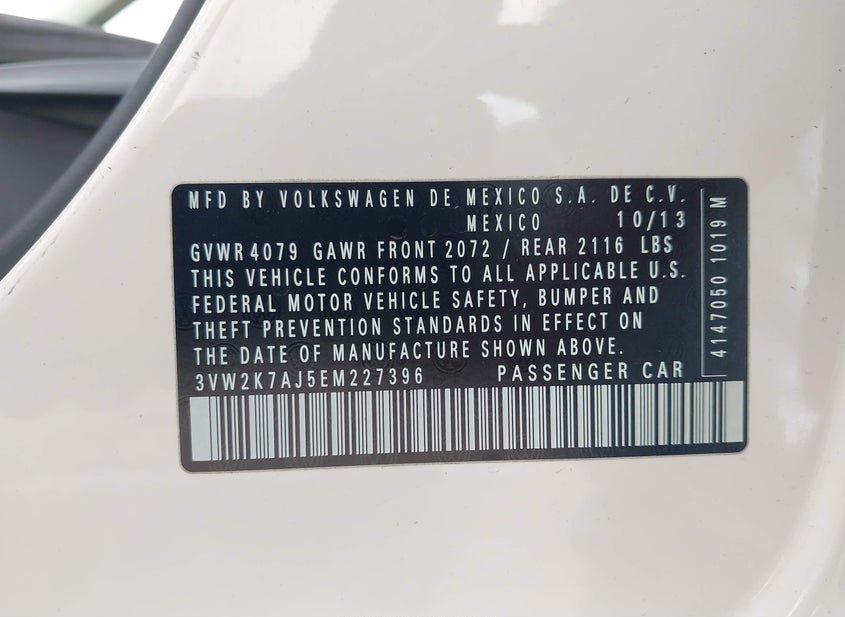 MFD BY VOLKSWAGEN DE MEXICO S.A. DE C.V.
MEXICO 10/13
GVWR 4079 GAWR FRONT 2072 / REAR 2116 LBS
THIS VEHICLE CONFORMS TO ALL APPLICABLE U.S.
FEDERAL MOTOR VEHICLE SAFETY, BUMPER AND
THEFT PREVENTION STANDARDS IN EFFECT ON
THE DATE OF MANUFACTURE SHOWN ABOVE.
3VW2K7AJ5EM227396 PASSENGER CAR
4147050 1019 M